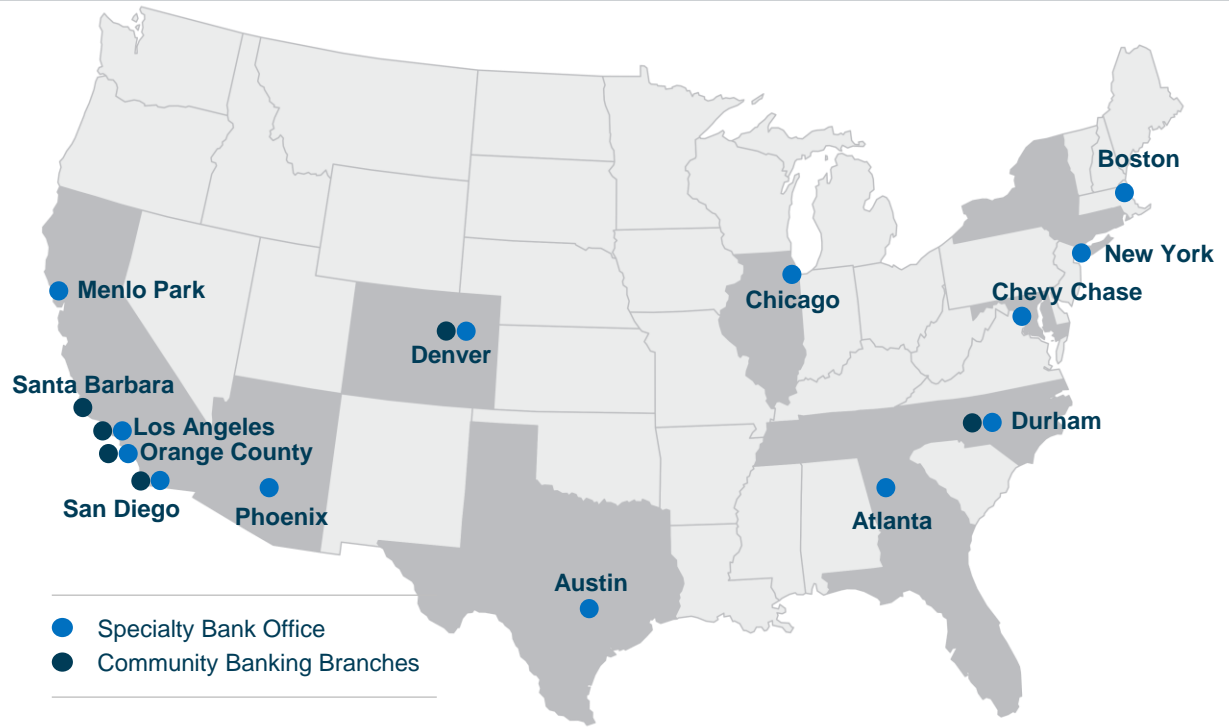 Boston
New York
Menlo Park
Chevy Chase
Chicago
Denver
Santa Barbara
Los Angeles
Durham
Orange County
San Diego
Phoenix
Atlanta
Austin
Specialty Bank Office
Community Banking Branches